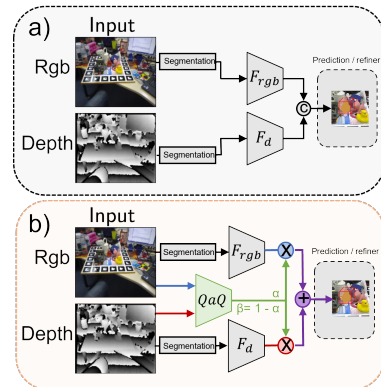 a)
Input
Rgb
Segmentation
F_rgb
Prediction / refiner
C
Depth
Segmentation
F_d
b)
Input
Rgb
Segmentation
F_rgb
X
Prediction / refiner
QaQ
α
β= 1 - α
+
Depth
Segmentation
F_d
X